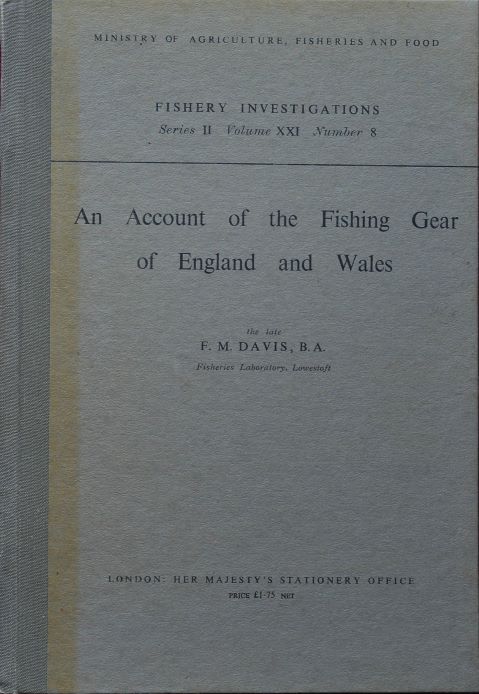 MINISTRY OF AGRICULTURE, FISHERIES AND FOOD
FISHERY INVESTIGATIONS
Series II Volume XXI Number 8
An Account of the Fishing Gear
of England and Wales
the late
F. M. DAVIS, B.A.
Fisheries Laboratory, Lowestoft
LONDON: HER MAJESTY'S STATIONERY OFFICE
PRICE £1·75 NET